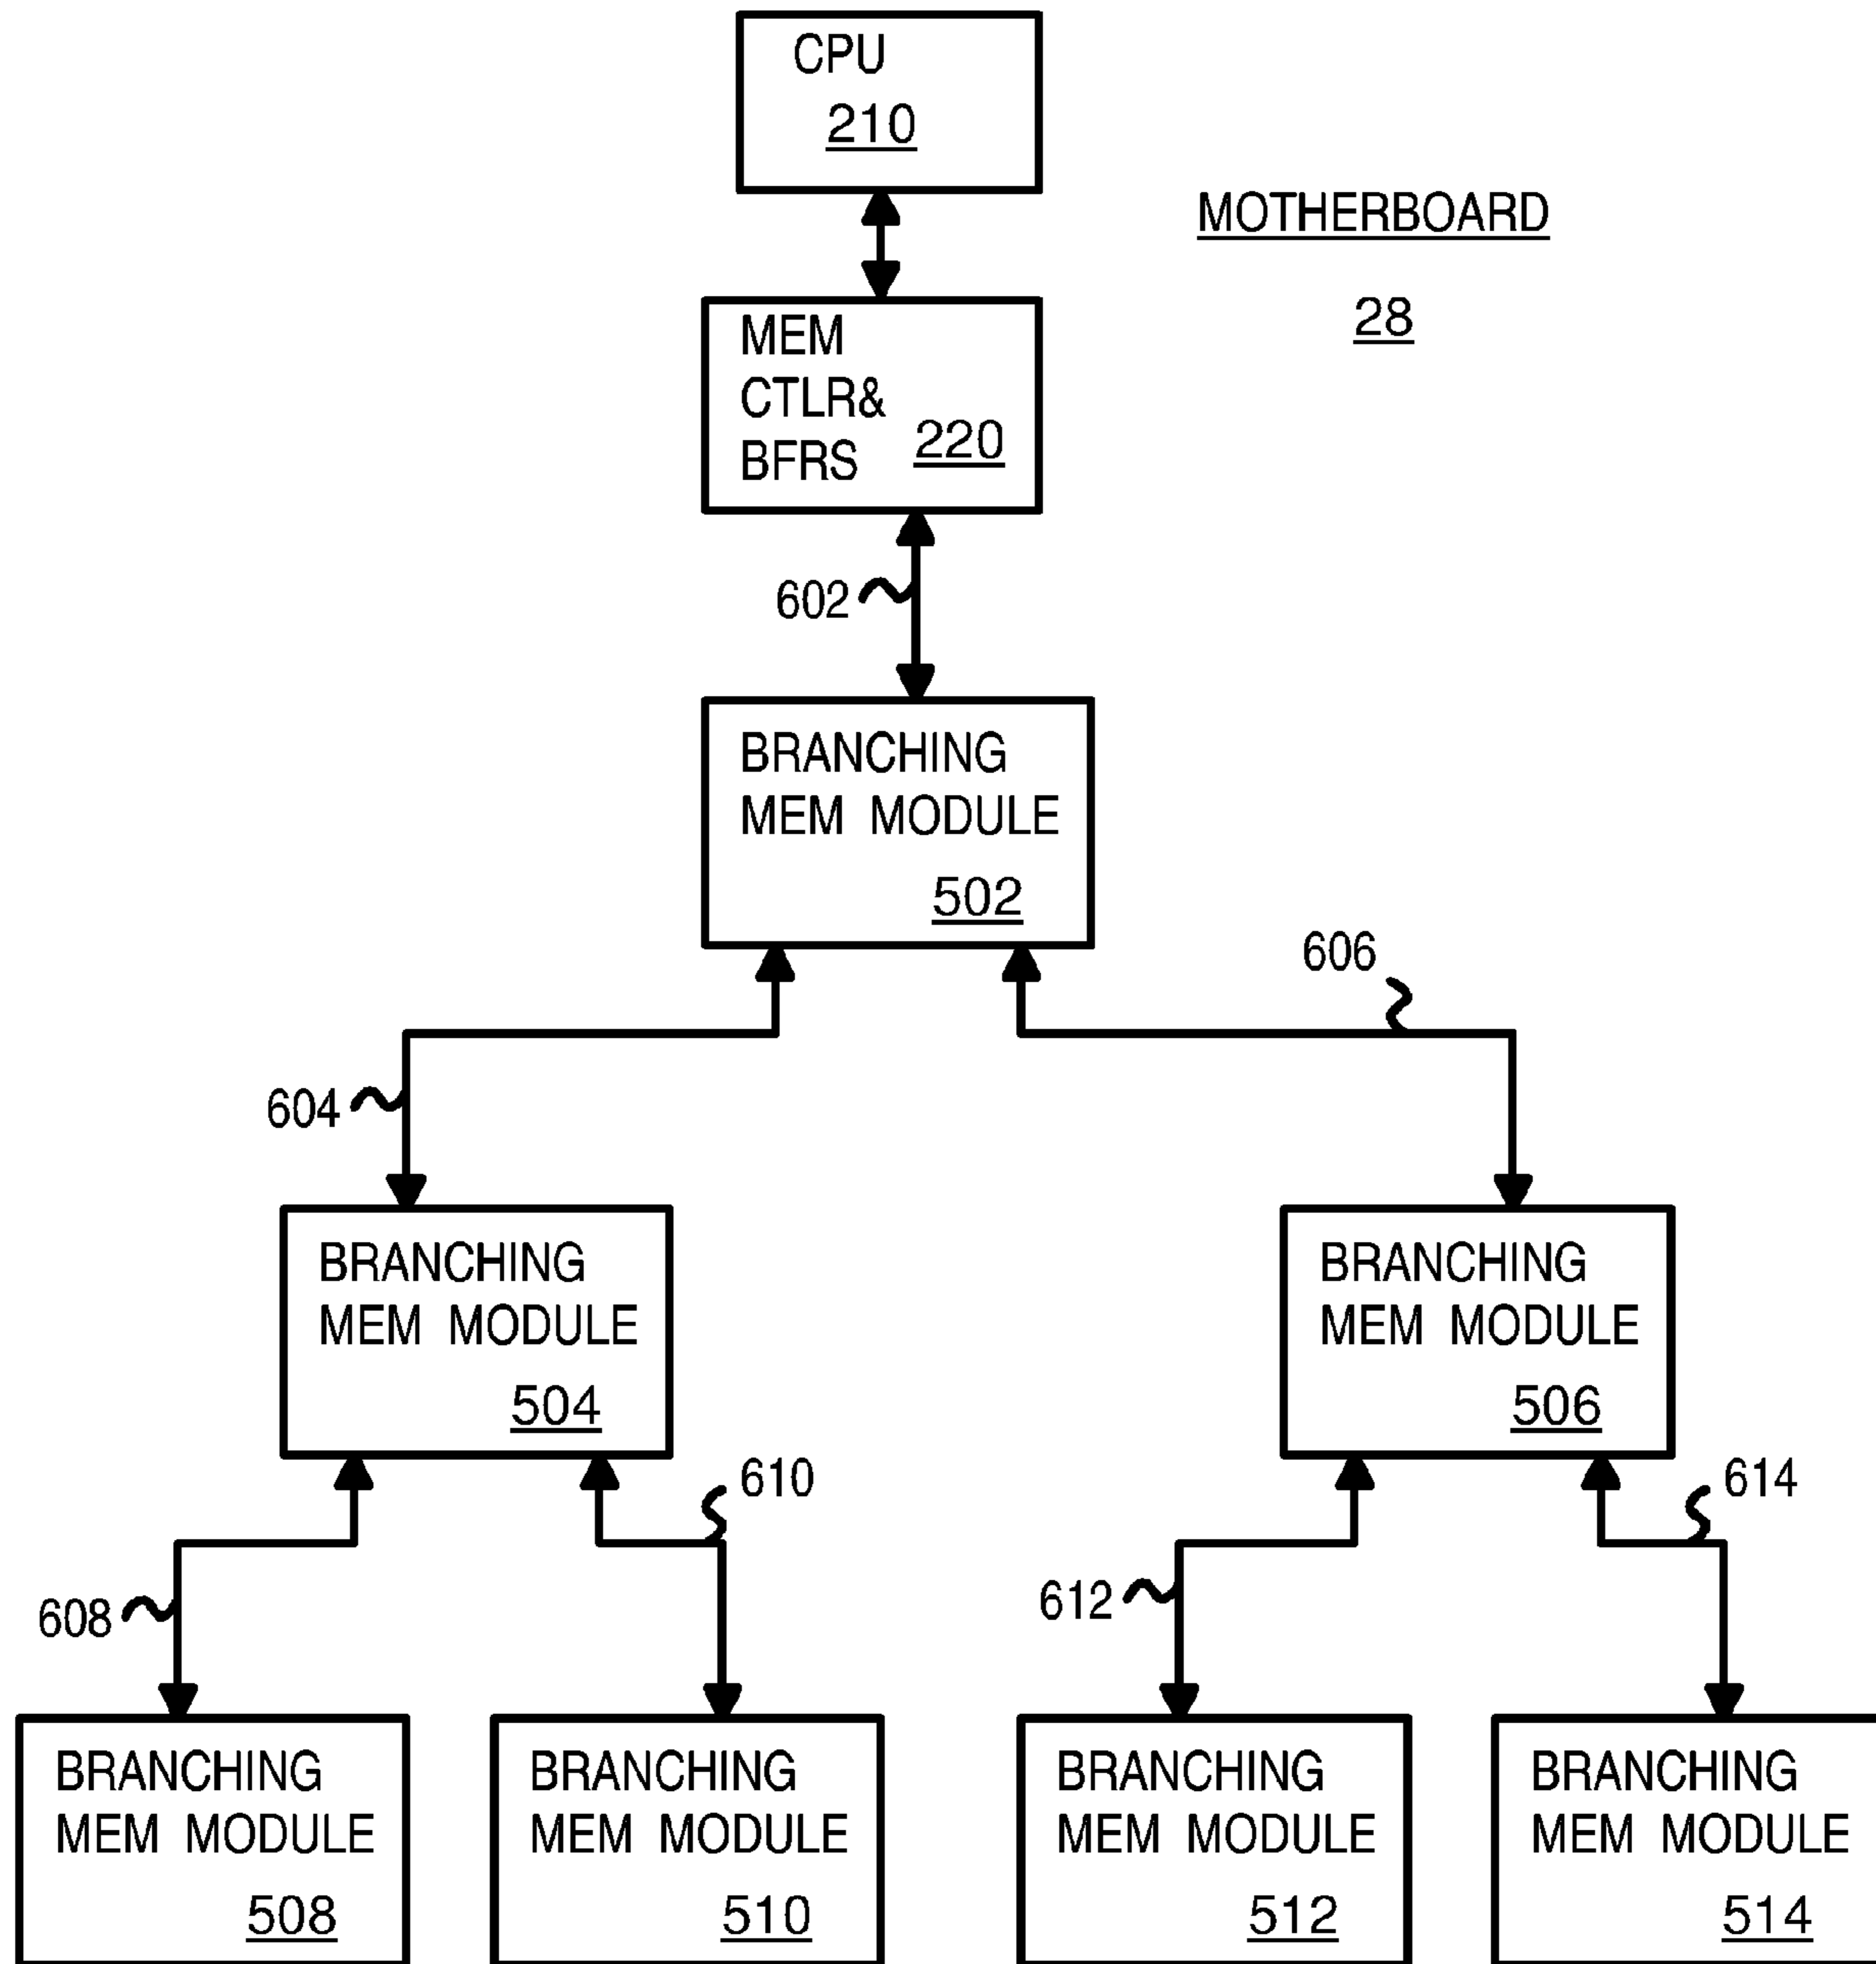 CPU
210
MOTHERBOARD
28
MEM
CTLR&
BFRS
220
602
BRANCHING
MEM MODULE
502
606
604
BRANCHING
MEM MODULE
504
BRANCHING
MEM MODULE
506
610
614
608
612
BRANCHING
MEM MODULE
508
BRANCHING
MEM MODULE
510
BRANCHING
MEM MODULE
512
BRANCHING
MEM MODULE
514